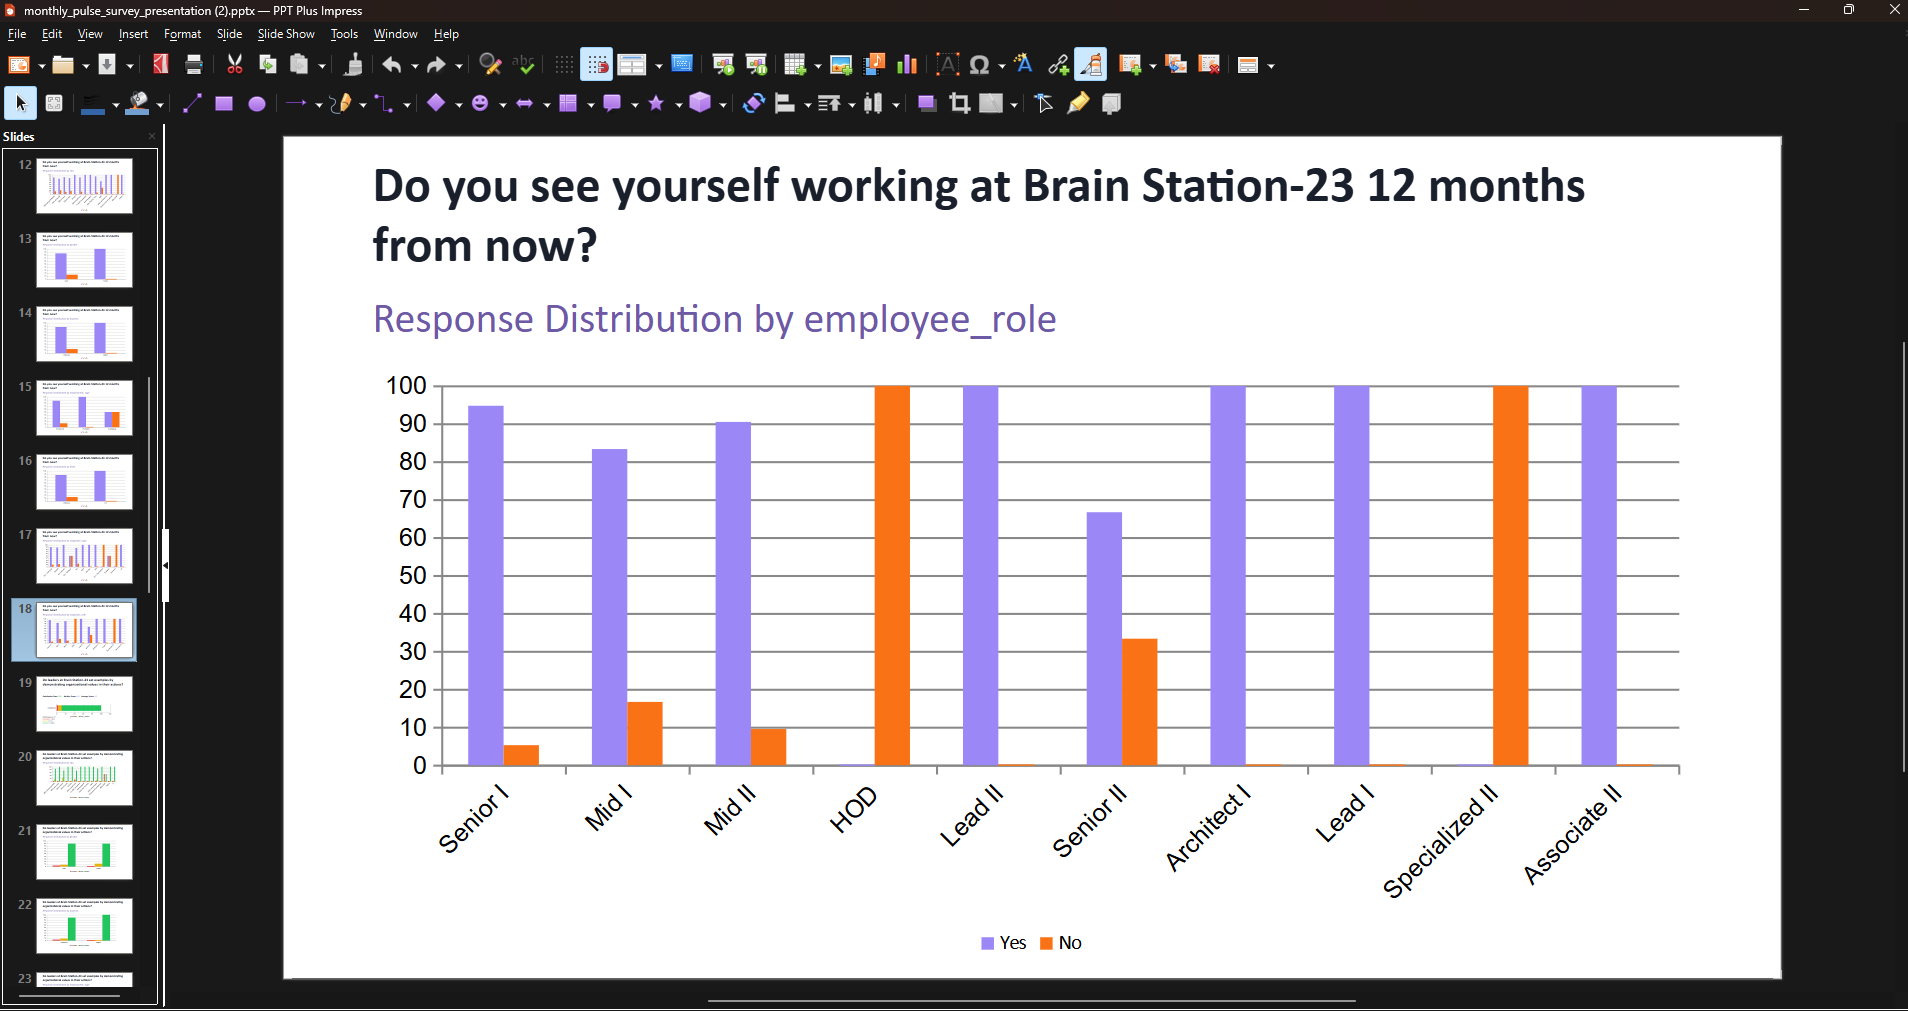 monthly_pulse_survey_presentation (2).pptx — PPT Plus Impress
File Edit View Insert Format Slide Slide Show Tools Window Help
Slides
12
13
14
15
16
17
18
19
20
21
22
23
Do you see yourself working at Brain Station-23 12 months
from now?
Response Distribution by employee_role
100
90
80
70
60
50
40
30
20
10
0
Senior I
Mid I
Mid II
HOD
Lead II
Senior II
Architect I
Lead I
Specialized II
Associate II
Yes No